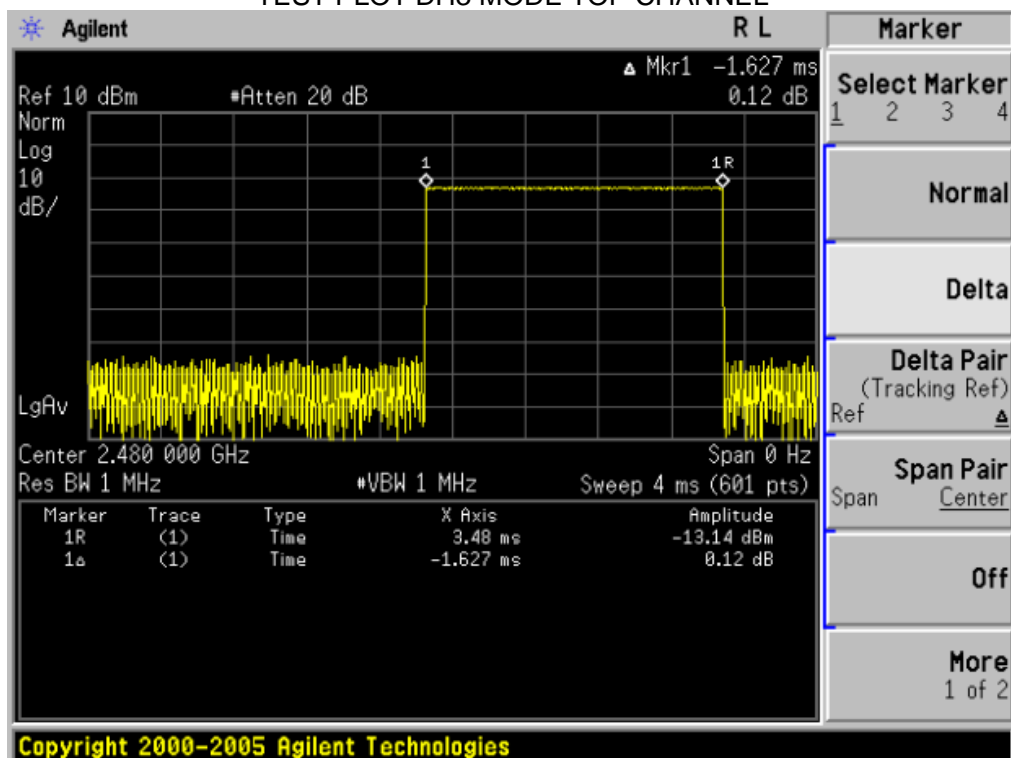 Agilent R L
Marker
▵ Mkr1 -1.627 ms
Ref 10 dBm #Atten 20 dB 0.12 dB
Norm
Log
10
dB/
1
1R
LgAv
Center 2.480 000 GHz Span 0 Hz
Res BW 1 MHz #VBW 1 MHz Sweep 4 ms (601 pts)
Marker Trace Type X Axis Amplitude
1R (1) Time 3.48 ms -13.14 dBm
1▵ (1) Time -1.627 ms 0.12 dB
Select Marker
1 2 3 4
Normal
Delta
Delta Pair
(Tracking Ref)
Ref ▵
Span Pair
Span Center
Off
More
1 of 2
Copyright 2000-2005 Agilent Technologies